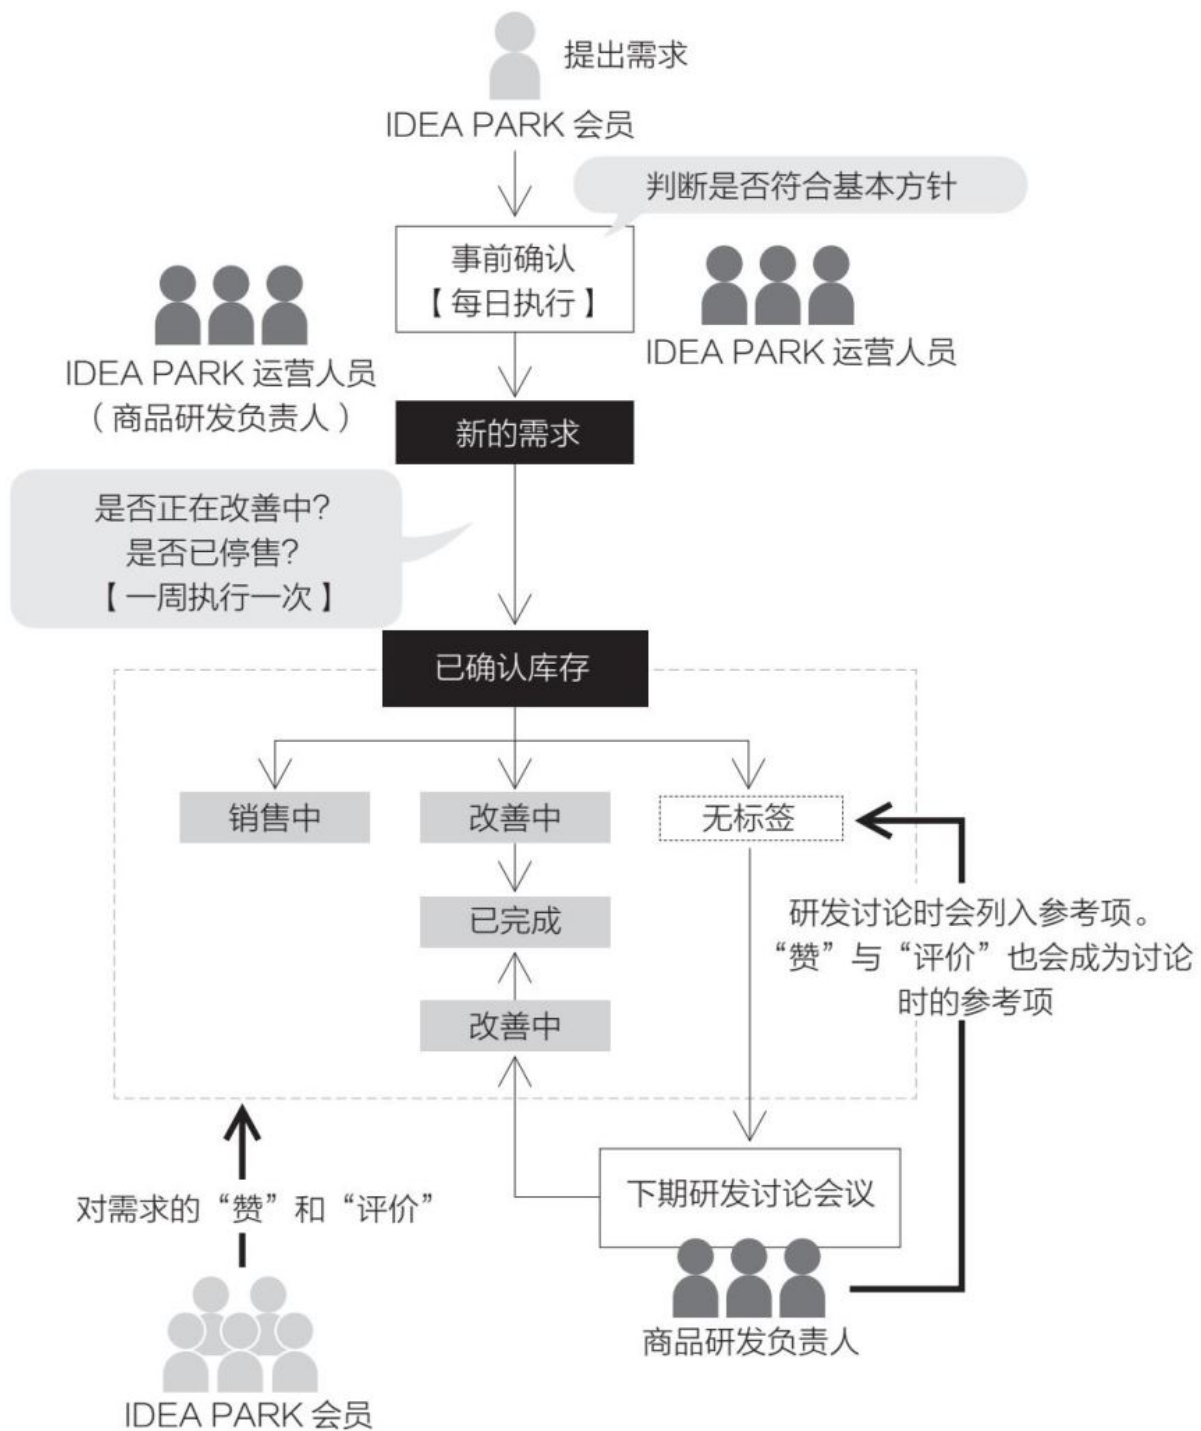 提出需求
IDEA PARK 会员
判断是否符合基本方针
事前确认
【每日执行】
IDEA PARK 运营人员
IDEA PARK 运营人员
（商品研发负责人）
新的需求
是否正在改善中？
是否已停售？
【一周执行一次】
已确认库存
销售中
改善中
无标签
已完成
改善中
研发讨论时会列入参考项。
“赞”与“评价”也会成为讨论
时的参考项
对需求的“赞”和“评价”
下期研发讨论会议
商品研发负责人
IDEA PARK 会员